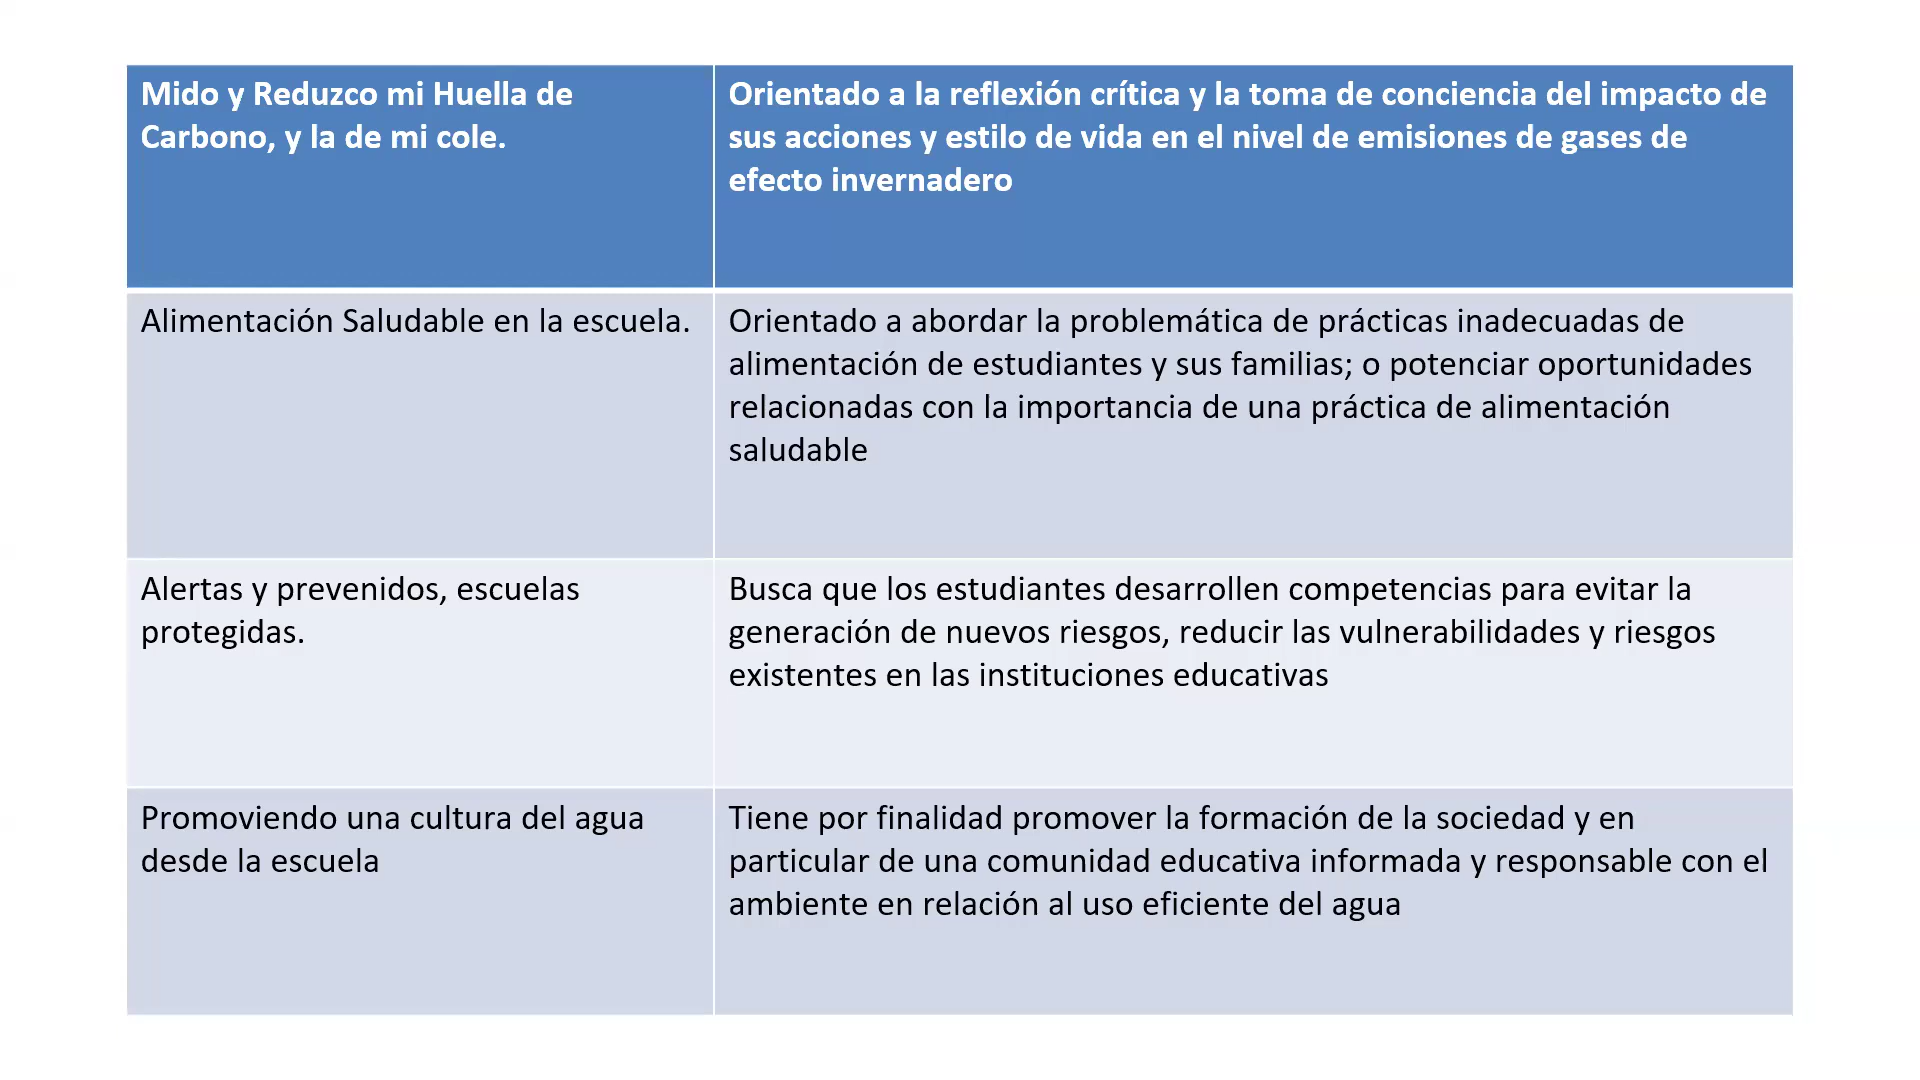 Mido y Reduzco mi Huella de
Carbono, y la de mi cole.
Orientado a la reflexión crítica y la toma de conciencia del impacto de
sus acciones y estilo de vida en el nivel de emisiones de gases de
efecto invernadero
Alimentación Saludable en la escuela.
Orientado a abordar la problemática de prácticas inadecuadas de
alimentación de estudiantes y sus familias; o potenciar oportunidades
relacionadas con la importancia de una práctica de alimentación
saludable
Alertas y prevenidos, escuelas
protegidas.
Busca que los estudiantes desarrollen competencias para evitar la
generación de nuevos riesgos, reducir las vulnerabilidades y riesgos
existentes en las instituciones educativas
Promoviendo una cultura del agua
desde la escuela
Tiene por finalidad promover la formación de la sociedad y en
particular de una comunidad educativa informada y responsable con el
ambiente en relación al uso eficiente del agua